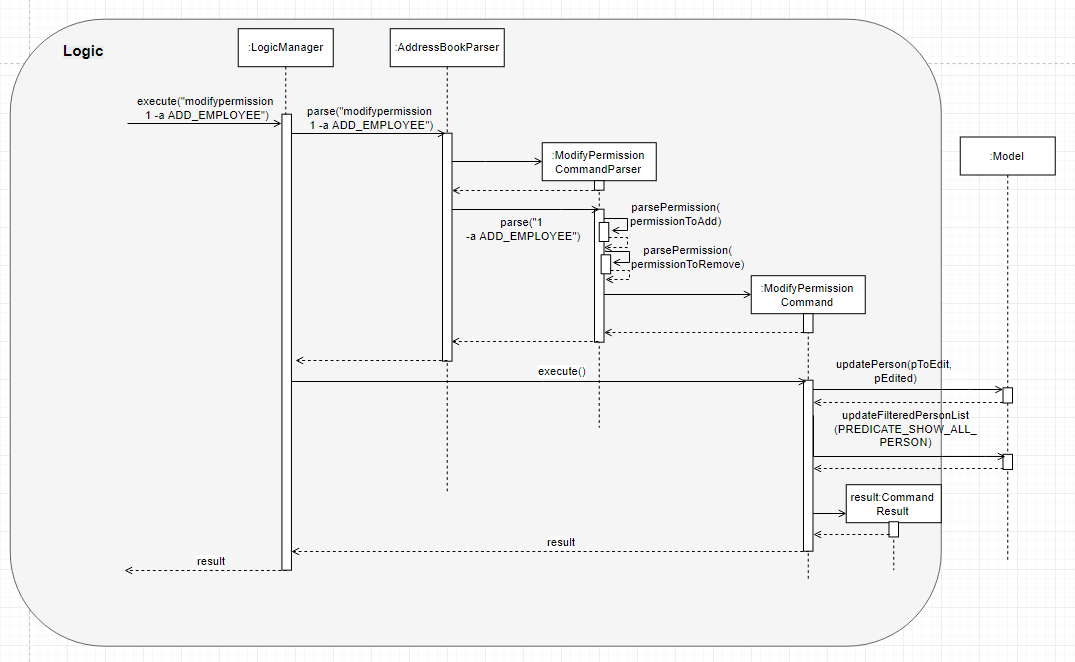 Logic
:LogicManager
:AddressBookParser
execute("modifypermission
1 -a ADD_EMPLOYEE")
parse("modifypermission
1 -a ADD_EMPLOYEE")
:ModifyPermission
CommandParser
:Model
parse("1
-a ADD_EMPLOYEE")
parsePermission(
permissionToAdd)
parsePermission(
permissionToRemove)
:ModifyPermission
Command
execute()
updatePerson(pToEdit,
pEdited)
updateFilteredPersonList
(PREDICATE_SHOW_ALL_
PERSON)
result:Command
Result
result
result